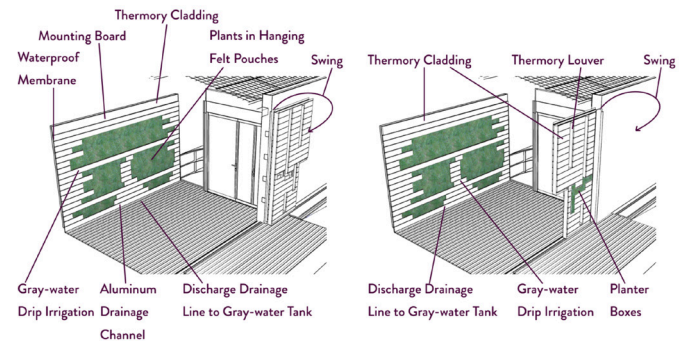 Thermory Cladding
Mounting Board
Plants in Hanging
Felt Pouches
Waterproof
Membrane
Swing
Gray-water
Drip Irrigation
Aluminum
Drainage
Channel
Discharge Drainage
Line to Gray-water Tank
Thermory Cladding
Thermory Louver
Swing
Discharge Drainage
Line to Gray-water Tank
Gray-water
Drip Irrigation
Planter
Boxes